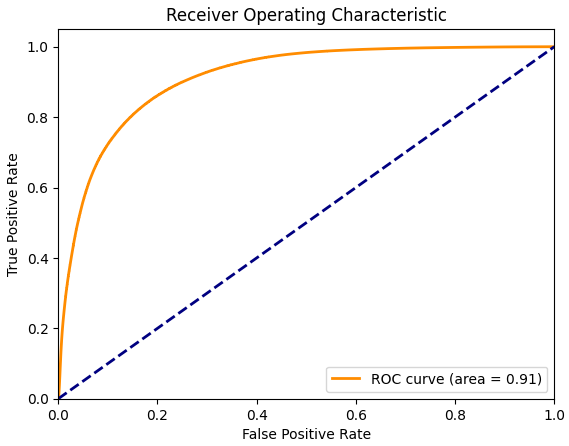 Receiver Operating Characteristic
True Positive Rate
1.0
0.8
0.6
0.4
0.2
0.0
ROC curve (area = 0.91)
0.0 0.2 0.4 0.6 0.8 1.0
False Positive Rate